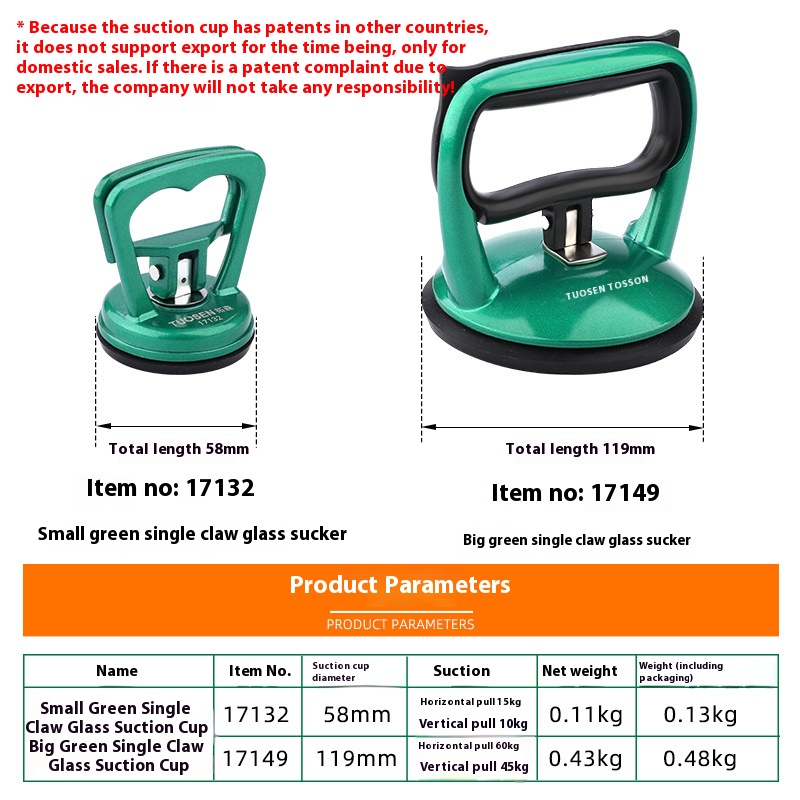 * Because the suction cup has patents in other countries,
it does not support export for the time being, only for
domestic sales. If there is a patent complaint due to
export, the company will not take any responsibility!
TUOSEN 拓森
17132
TUOSEN TOSSON
Total length 58mm
Total length 119mm
Item no: 17132
Item no: 17149
Small green single claw glass sucker
Big green single claw glass sucker
Product Parameters
PRODUCT PARAMETERS
Name Item No. Suction cup diameter Suction Net weight Weight (including packaging)
Small Green Single
Claw Glass Suction Cup
17132 58mm
Horizontal pull 15kg
Vertical pull 10kg
0.11kg 0.13kg
Big Green Single Claw
Glass Suction Cup
17149 119mm
Horizontal pull 60kg
Vertical pull 45kg
0.43kg 0.48kg